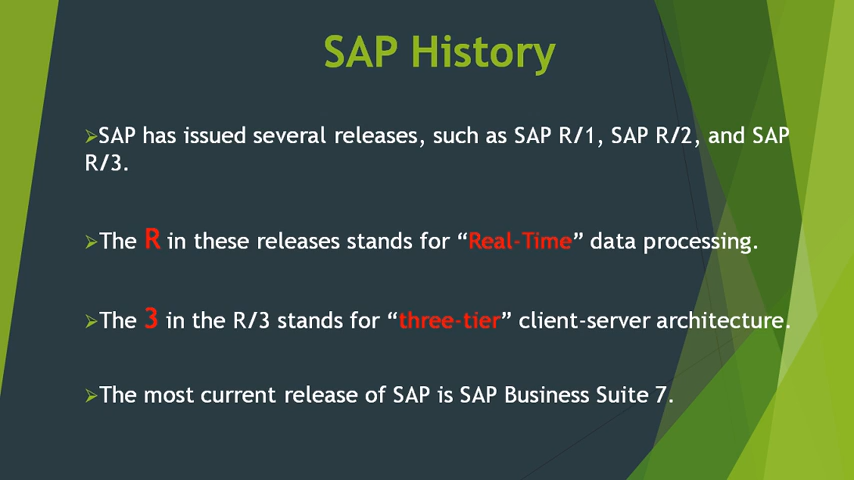 SAP History
➢SAP has issued several releases, such as SAP R/1, SAP R/2, and SAP
R/3.
➢The R in these releases stands for “Real-Time” data processing.
➢The 3 in the R/3 stands for “three-tier” client-server architecture.
➢The most current release of SAP is SAP Business Suite 7.